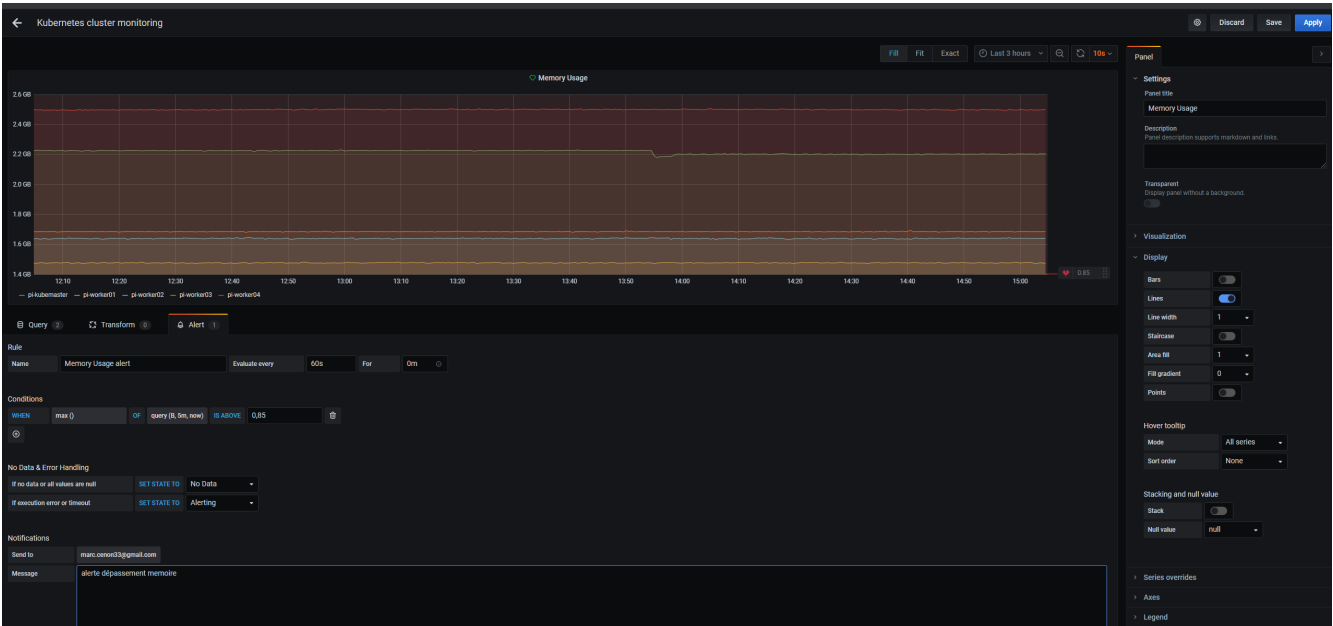 Kubernetes cluster monitoring
Discard Save Apply
Fill Fit Exact Last 3 hours 10s
Memory Usage
2.6 GB
2.4 GB
2.2 GB
2.0 GB
1.8 GB
1.6 GB
1.4 GB
12:10 12:20 12:30 12:40 12:50 13:00 13:10 13:20 13:30 13:40 13:50 14:00 14:10 14:20 14:30 14:40 14:50 15:00
0.85
pi-kubemaster pi-worker01 pi-worker02 pi-worker03 pi-worker04
Query 2 Transform 0 Alert 1
Rule
Name Memory Usage alert Evaluate every 60s For 0m
Conditions
WHEN max () OF query (B, 5m, now) IS ABOVE 0,85
No Data & Error Handling
If no data or all values are null SET STATE TO No Data
If execution error or timeout SET STATE TO Alerting
Notifications
Send to marc.cenon33@gmail.com
Message alerte dépassement memoire
Panel
Settings
Panel title
Memory Usage
Description
Panel description supports markdown and links.
Transparent
Display panel without a background.
Visualization
Display
Bars
Lines
Line width 1
Staircase
Area fill 1
Fill gradient 0
Points
Hover tooltip
Mode All series
Sort order None
Stacking and null value
Stack
Null value null
Series overrides
Axes
Legend